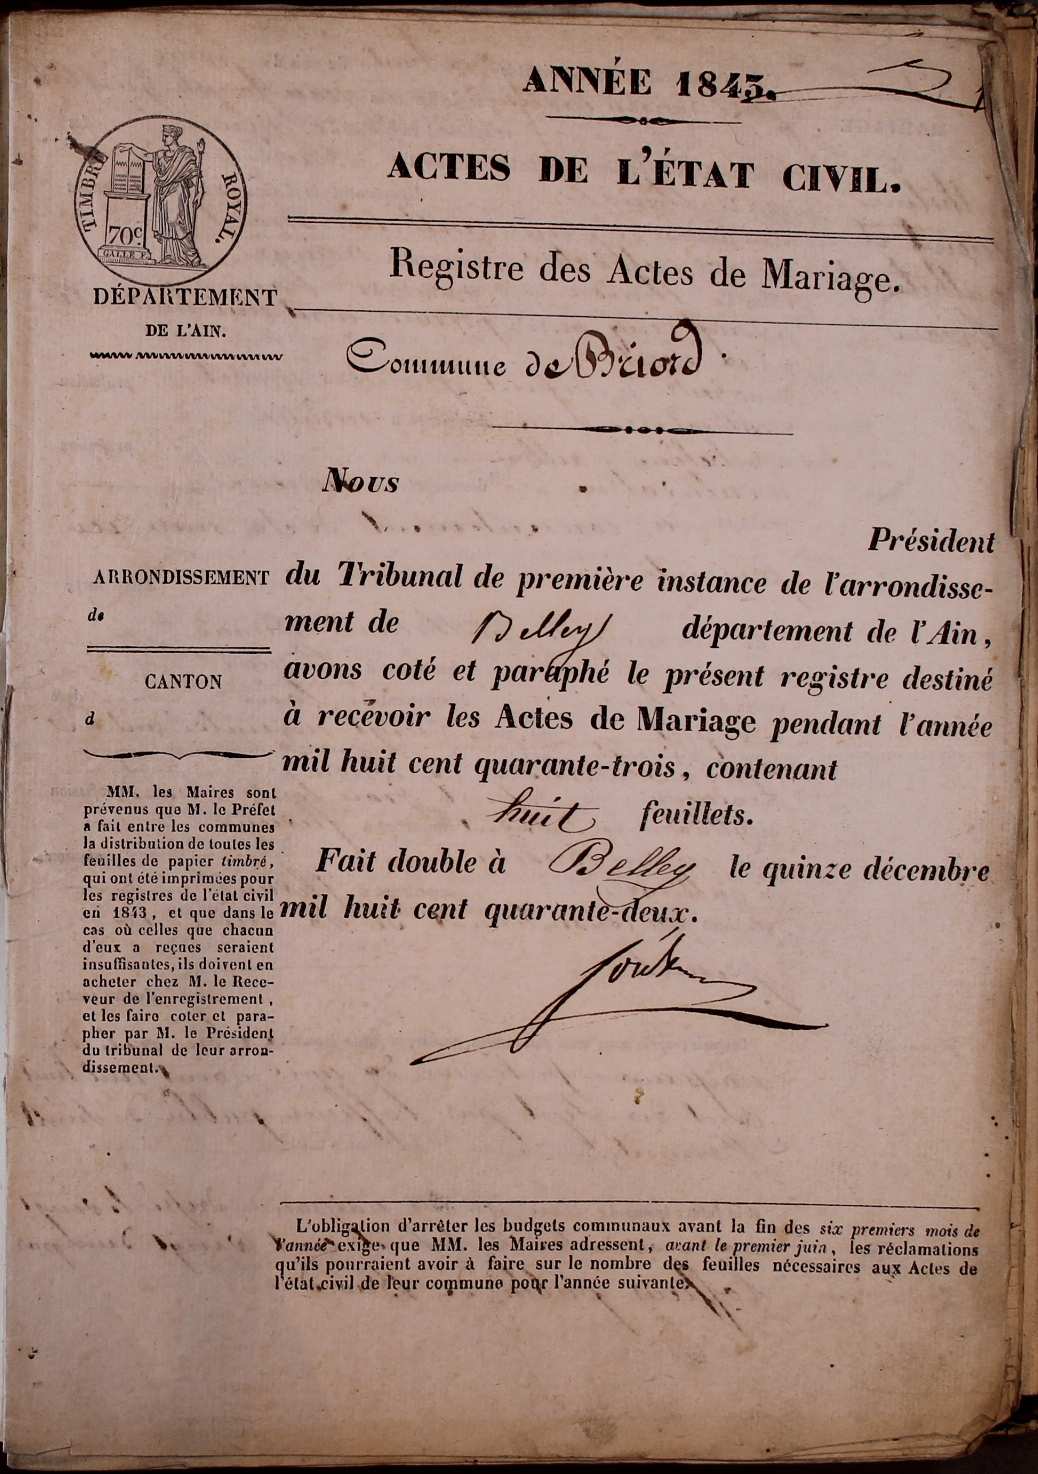 ANNÉE 1843.
ACTES DE L'ÉTAT CIVIL.
TIMBRE ROYAL.
70c
GALLE F.
DÉPARTEMENT
DE L'AIN.
Registre des Actes de Mariage.
Commune de Briord.
Nous
Président
ARRONDISSEMENT
de
CANTON
d
du Tribunal de première instance de l'arrondisse-
ment de Belley département de l'Ain,
avons coté et paraphé le présent registre destiné
à recevoir les Actes de Mariage pendant l'année
mil huit cent quarante-trois, contenant
huit feuillets.
Fait double à Belley le quinze décembre
mil huit cent quarante-deux.
MM. les Maires sont
prévenus que M. le Préfet
a fait entre les communes
la distribution de toutes les
feuilles de papier timbré,
qui ont été imprimées pour
les registres de l'état civil
en 1843, et que dans le
cas où celles que chacun
d'eux a reçues seraient
insuffisantes, ils doivent en
acheter chez M. le Rece-
veur de l'enregistrement,
et les faire coter et para-
pher par M. le Président
du tribunal de leur arron-
dissement.
L'obligation d'arrêter les budgets communaux avant la fin des six premiers mois de
l'année exige que MM. les Maires adressent, avant le premier juin, les réclamations
qu'ils pourraient avoir à faire sur le nombre des feuilles nécessaires aux Actes de
l'état civil de leur commune pour l'année suivante.